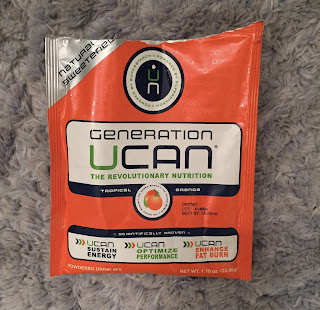 NATURALLY
Sweetened
UN
GENERATION
UCAN
THE REVOLUTIONARY NUTRITION
TROPICAL ORANGE
SCIENTIFICALLY PROVEN
UCAN UCAN UCAN
SUSTAIN OPTIMIZE ENHANCE
ENERGY PERFORMANCE FAT BURN
POWDERED DRINK MIX